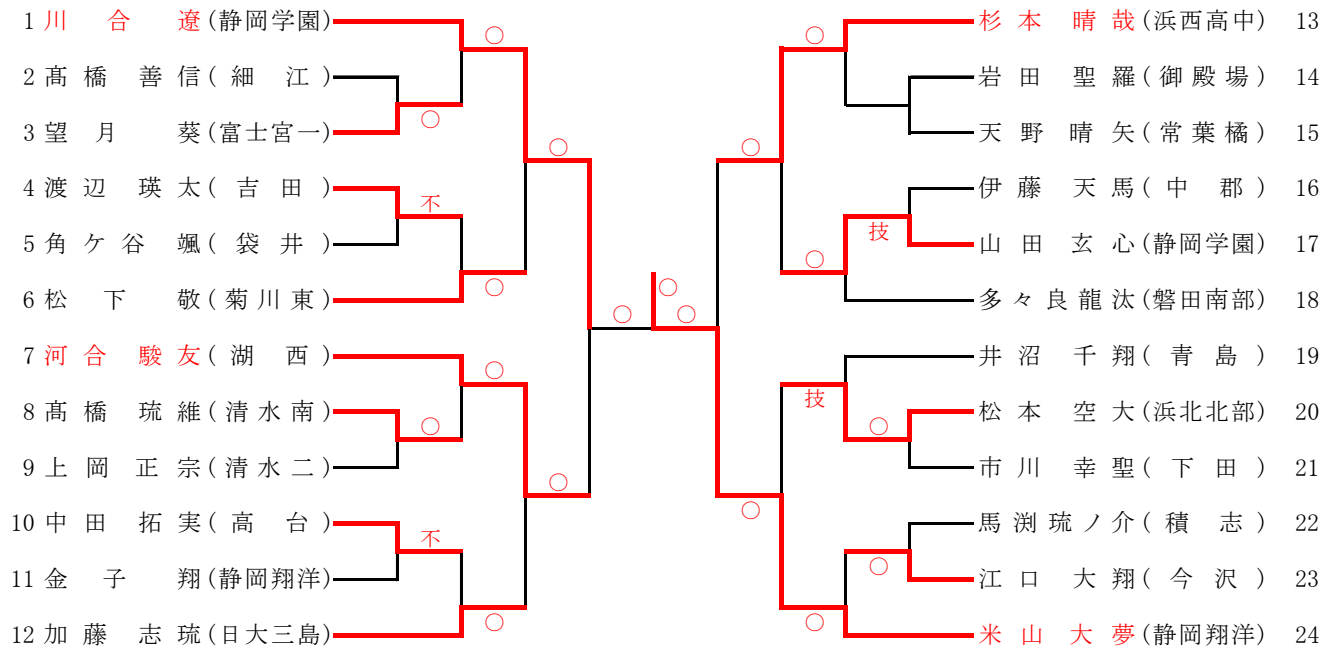 1 川合遼(静岡学園)
2 髙橋善信(細江)
3 望月葵(富士宮一)
4 渡辺瑛太(吉田)
5 角ケ谷颯(袋井)
6 松下敬(菊川東)
7 河合駿友(湖西)
8 髙橋琉維(清水南)
9 上岡正宗(清水二)
10 中田拓実(高台)
11 金子翔(静岡翔洋)
12 加藤志琉(日大三島)
○
○
不
○
○
○
不
○
○
○
○
○
○
○
○
○
技
○
技
○
○
○
○
杉本晴哉(浜西高中) 13
岩田聖羅(御殿場) 14
天野晴矢(常葉橘) 15
伊藤天馬(中郡) 16
山田玄心(静岡学園) 17
多々良龍汰(磐田南部) 18
井沼千翔(青島) 19
松本空大(浜北北部) 20
市川幸聖(下田) 21
馬渕琉ノ介(積志) 22
江口大翔(今沢) 23
米山大夢(静岡翔洋) 24